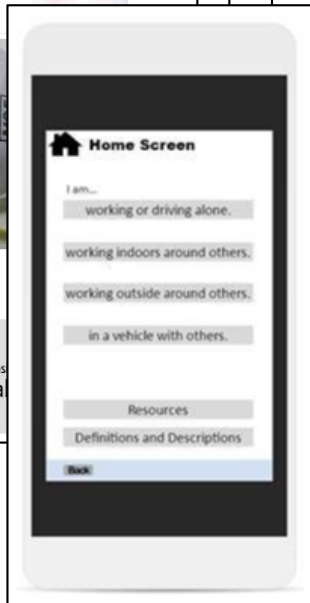 Home Screen
I am...
working or driving alone.
working indoors around others.
working outside around others.
in a vehicle with others.
Resources
Definitions and Descriptions
Back